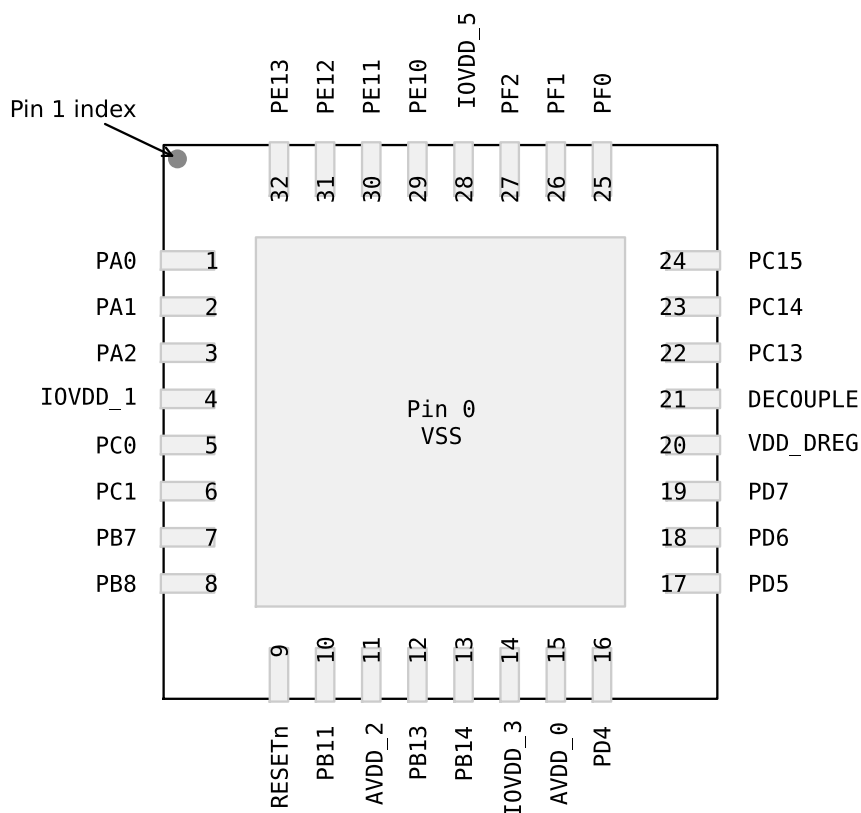 PE13
PE12
PE11
PE10
IOVDD_5
PF2
PF1
PF0
Pin 1 index
32
31
30
29
28
27
26
25
PA0 1
24 PC15
PA1 2
23 PC14
PA2 3
22 PC13
IOVDD_1 4
21 DECOUPLE
PC0 5
20 VDD_DREG
PC1 6
19 PD7
PB7 7
18 PD6
PB8 8
17 PD5
Pin 0
VSS
9
10
11
12
13
14
15
16
RESETn
PB11
AVDD_2
PB13
PB14
IOVDD_3
AVDD_0
PD4